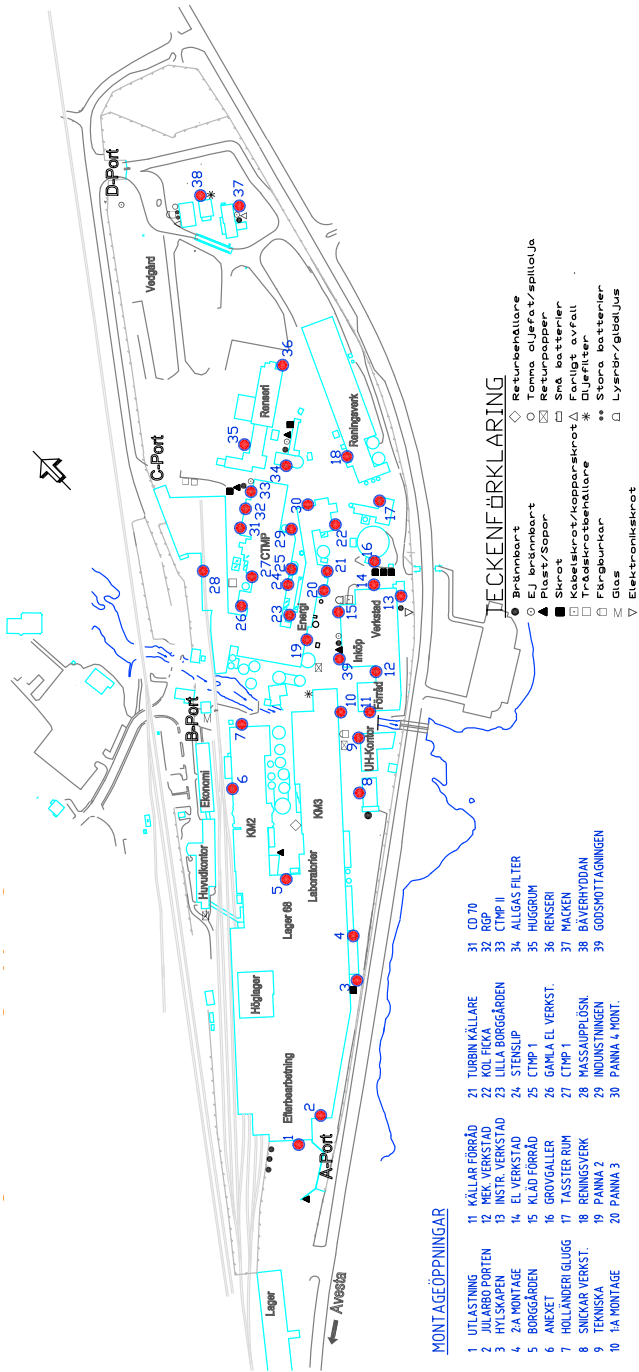 D-Port
38
37
Vedgård
36
Renseri
35
C-Port
34
18
Reningsverk
33
32
31
30
17
29
22
CTMP
28
27
25
24
21
16
20
14
26
23
Energi
15
13
Verkstad
19
Inköp
39
12
B-Port
Förråd
10
11
7
9
UH-Kontor
Ekonomi
6
8
KM2
KM3
Huvudkontor
5
Laboratorier
Lager 68
4
3
Höglager
Efterbearbetning
2
1
A-Port
Lager
Avesta
TECKENFÖRKLARING
Brännbart
Ej brännbart
Plast/Sopor
Skrot
Kabelskrot/kopparskrot
Trådskrotbehållare
Färgburkar
Glas
Elektronikskrot
Returbehållare
Tomma oljefat/spillolja
Returpapper
Små batterier
Farligt avfall
Oljefilter
Stora batterier
Lysrör/glödljus
MONTAGEÖPPNINGAR
1 UTLASTNING
2 JULARBO PORTEN
3 HYLSKAPEN
4 2:A MONTAGE
5 BORGGÅRDEN
6 ANEXET
7 HOLLÄNDERI GLUGG
8 SNICKAR VERKST.
9 TEKNISKA
10 1:A MONTAGE
11 KÄLLAR FÖRRÅD
12 MEK. VERKSTAD
13 INSTR. VERKSTAD
14 EL VERKSTAD
15 KLÄD FÖRRÅD
16 GROVGALLER
17 TASSTER RUM
18 RENINGSVERK
19 PANNA 2
20 PANNA 3
21 TURBIN KÄLLARE
22 KOL FICKA
23 LILLA BORGGÅRDEN
24 STENSLIP
25 CTMP 1
26 GAMLA EL VERKST.
27 CTMP 1
28 MASSAUPPLÖSN.
29 INDUNSTNINGEN
30 PANNA 4 MONT.
31 CD 70
32 RGP
33 CTMP II
34 ALLGAS FILTER
35 HUGGRUM
36 RENSERI
37 MACKEN
38 BÄVERHYDDAN
39 GODSMOTTAGNINGEN